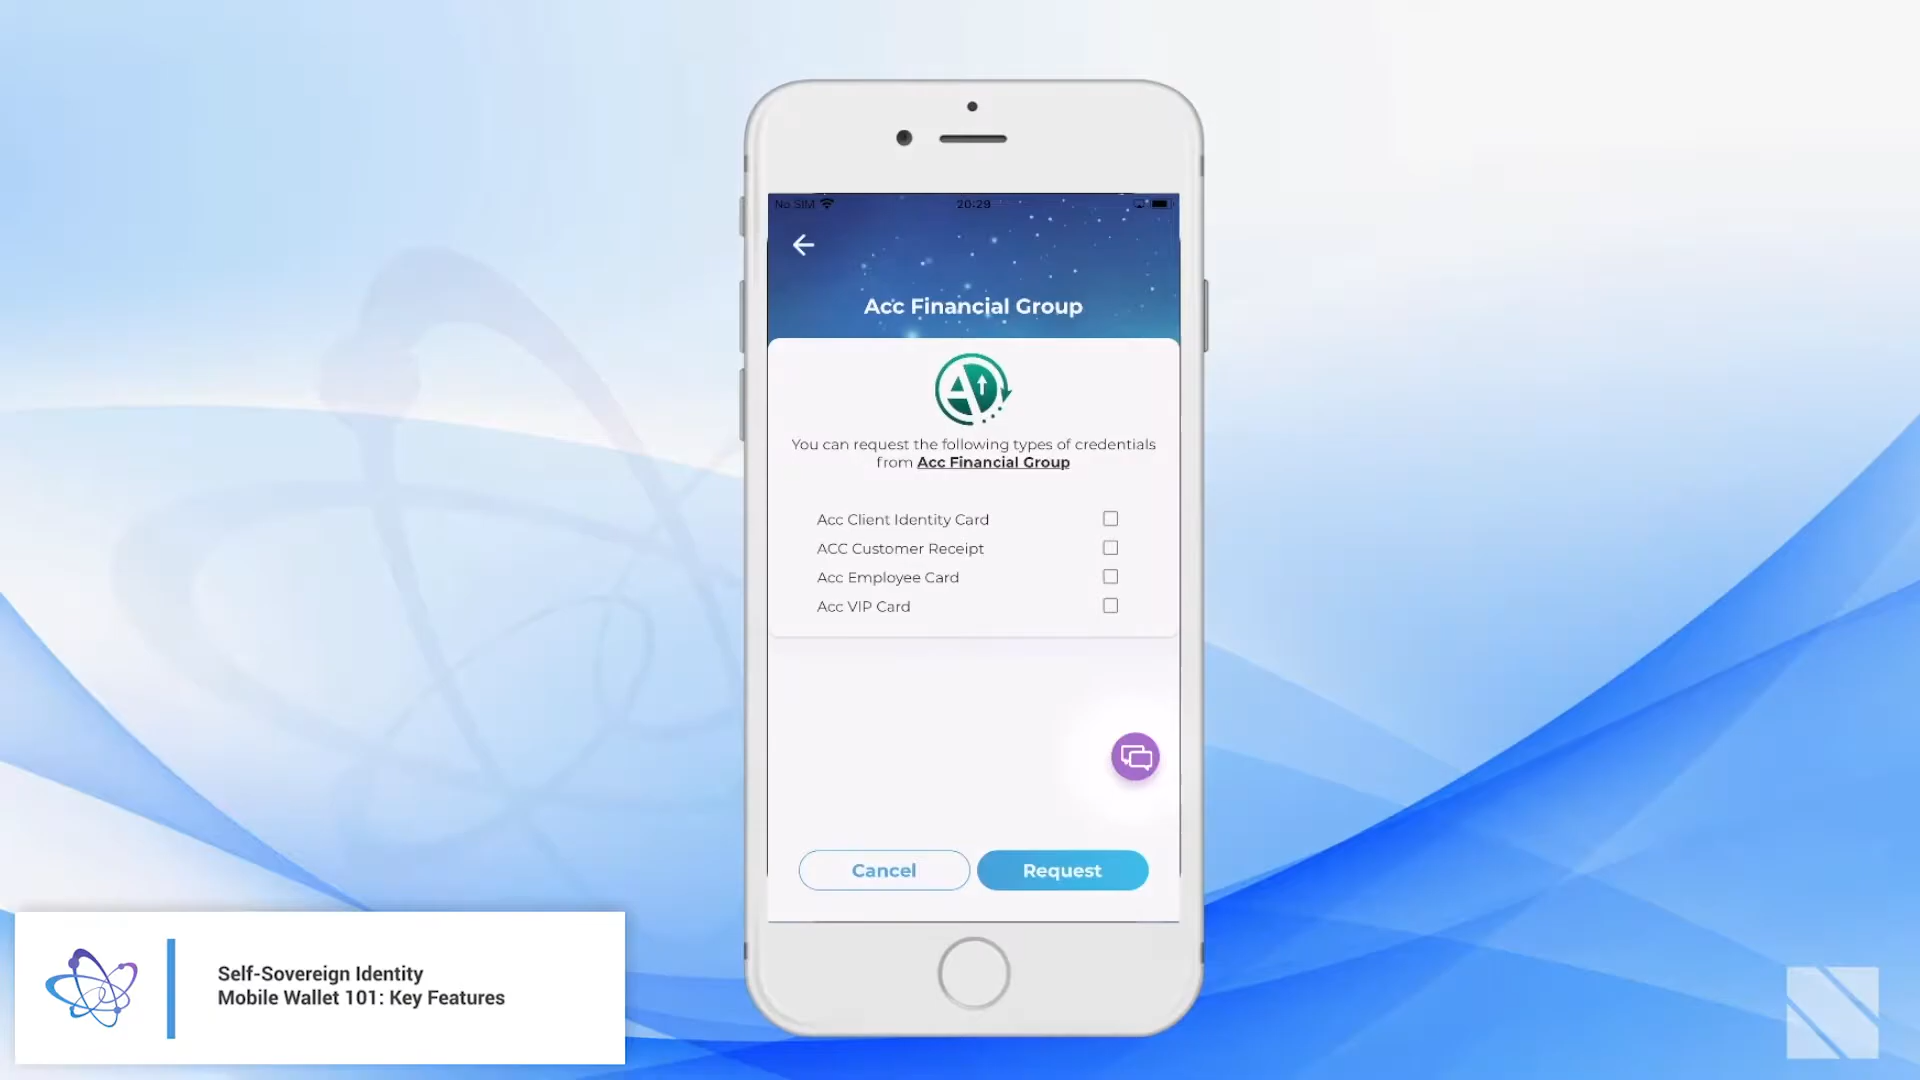 No SIM
20:29
Acc Financial Group
You can request the following types of credentials
from Acc Financial Group
Acc Client Identity Card
ACC Customer Receipt
Acc Employee Card
Acc VIP Card
Cancel
Request
Self-Sovereign Identity
Mobile Wallet 101: Key Features